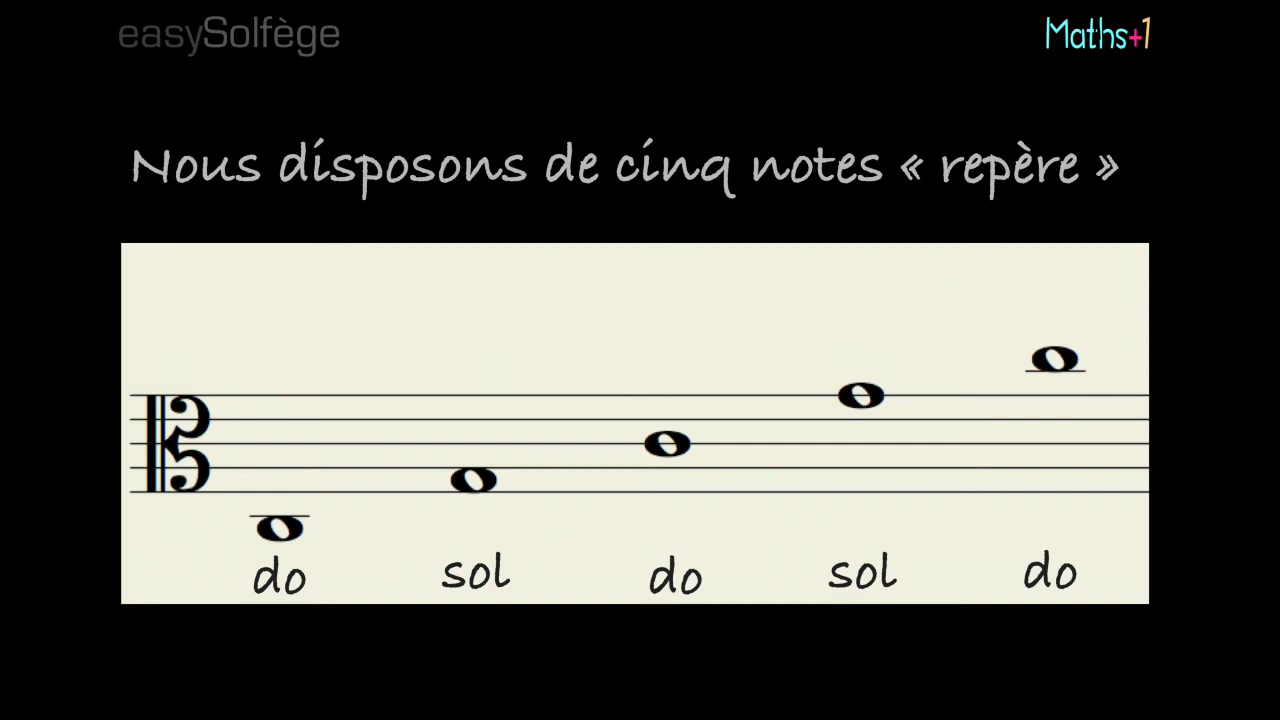 easySolfège
Maths+1
Nous disposons de cinq notes « repère »
do sol do sol do